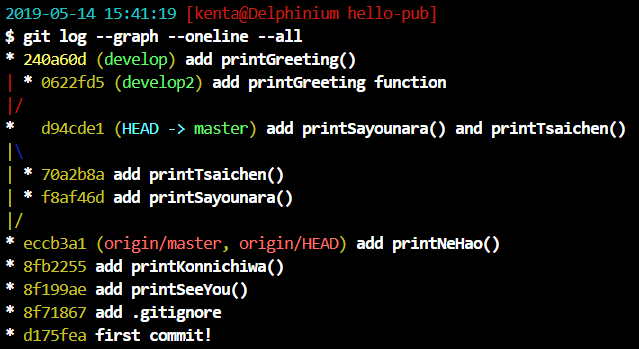 2019-05-14 15:41:19 [kenta@Delphinium hello-pub]
$ git log --graph --oneline --all
* 240a60d (develop) add printGreeting()
| * 0622fd5 (develop2) add printGreeting function
|/
*   d94cde1 (HEAD -> master) add printSayounara() and printTsaichen()
|\
| * 70a2b8a add printTsaichen()
| * f8af46d add printSayounara()
|/
* eccb3a1 (origin/master, origin/HEAD) add printNeHao()
* 8fb2255 add printKonnichiwa()
* 8f199ae add printSeeYou()
* 8f71867 add .gitignore
* d175fea first commit!